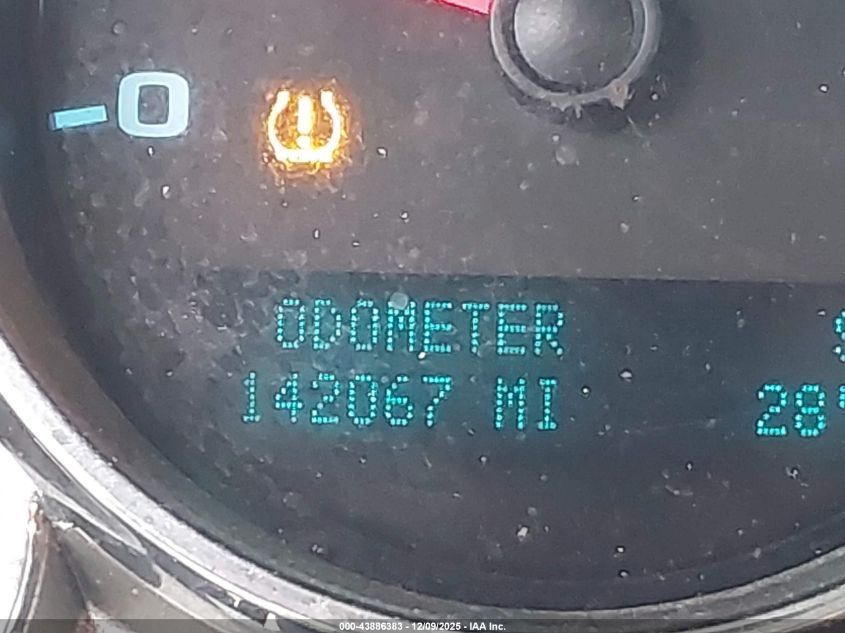 0
ODOMETER
S
142067 MI
28°
000-43886383 - 12/09/2025 - IAA Inc.